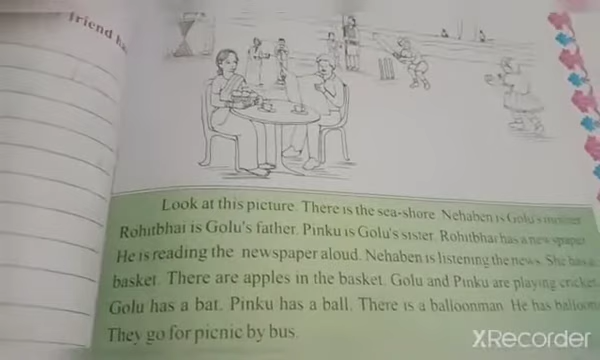 friend ha
Look at this picture. There is the sea-shore. Nehaben is Golu's mother.
Rohitbhai is Golu's father. Pinku is Golu's sister. Rohitbhai has a newspaper.
He is reading the newspaper aloud. Nehaben is listening the news. She has a
basket. There are apples in the basket. Golu and Pinku are playing cricket.
Golu has a bat. Pinku has a ball. There is a balloonman. He has balloons
They go for picnic by bus.
XRecorder